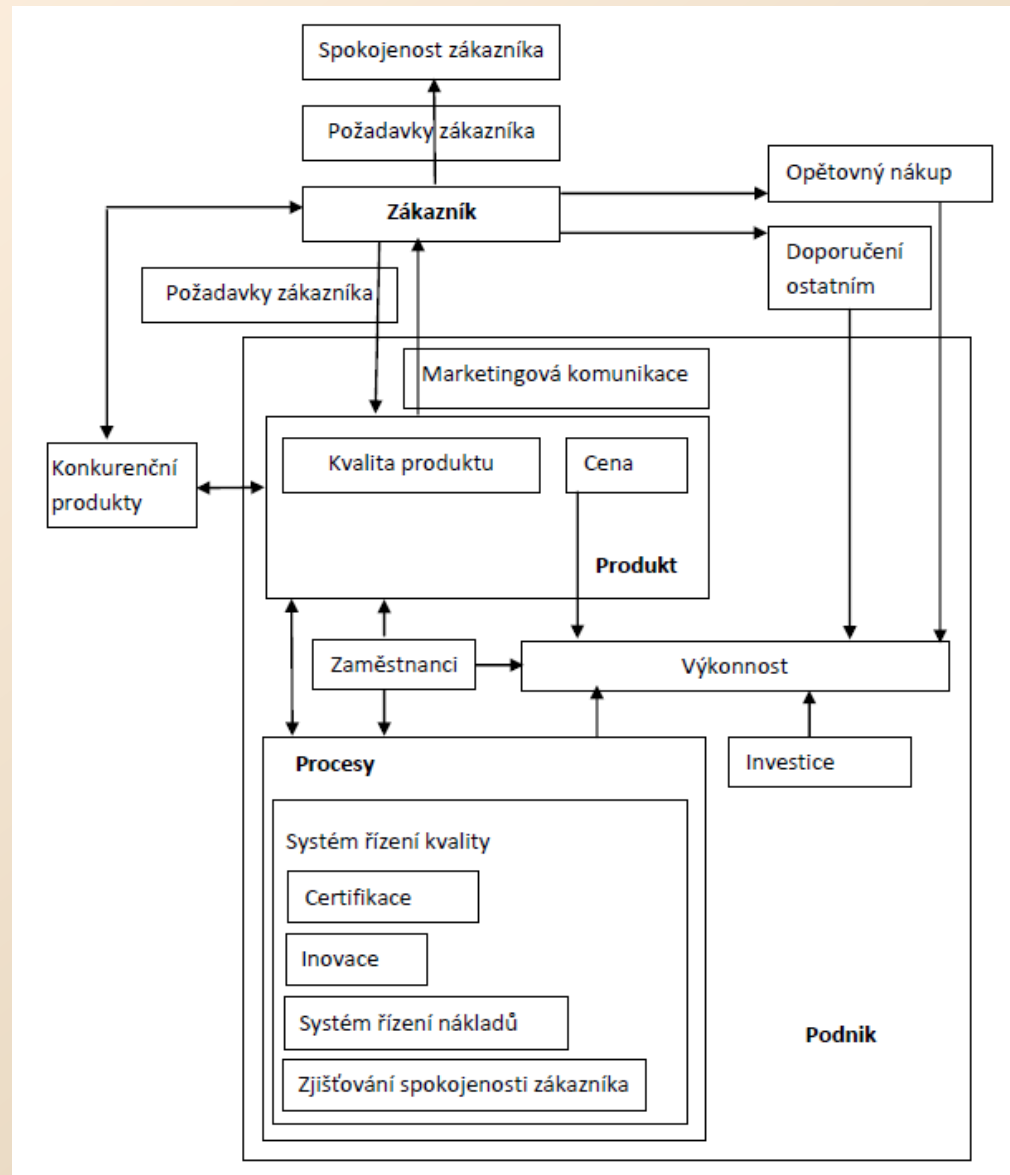 Spokojenost zákazníka
Požadavky zákazníka
Zákazník
Opětovný nákup
Doporučení
ostatním
Požadavky zákazníka
Marketingová komunikace
Konkurenční
produkty
Kvalita produktu
Cena
Produkt
Zaměstnanci
Výkonnost
Procesy
Investice
Systém řízení kvality
Certifikace
Inovace
Systém řízení nákladů
Podnik
Zjišťování spokojenosti zákazníka